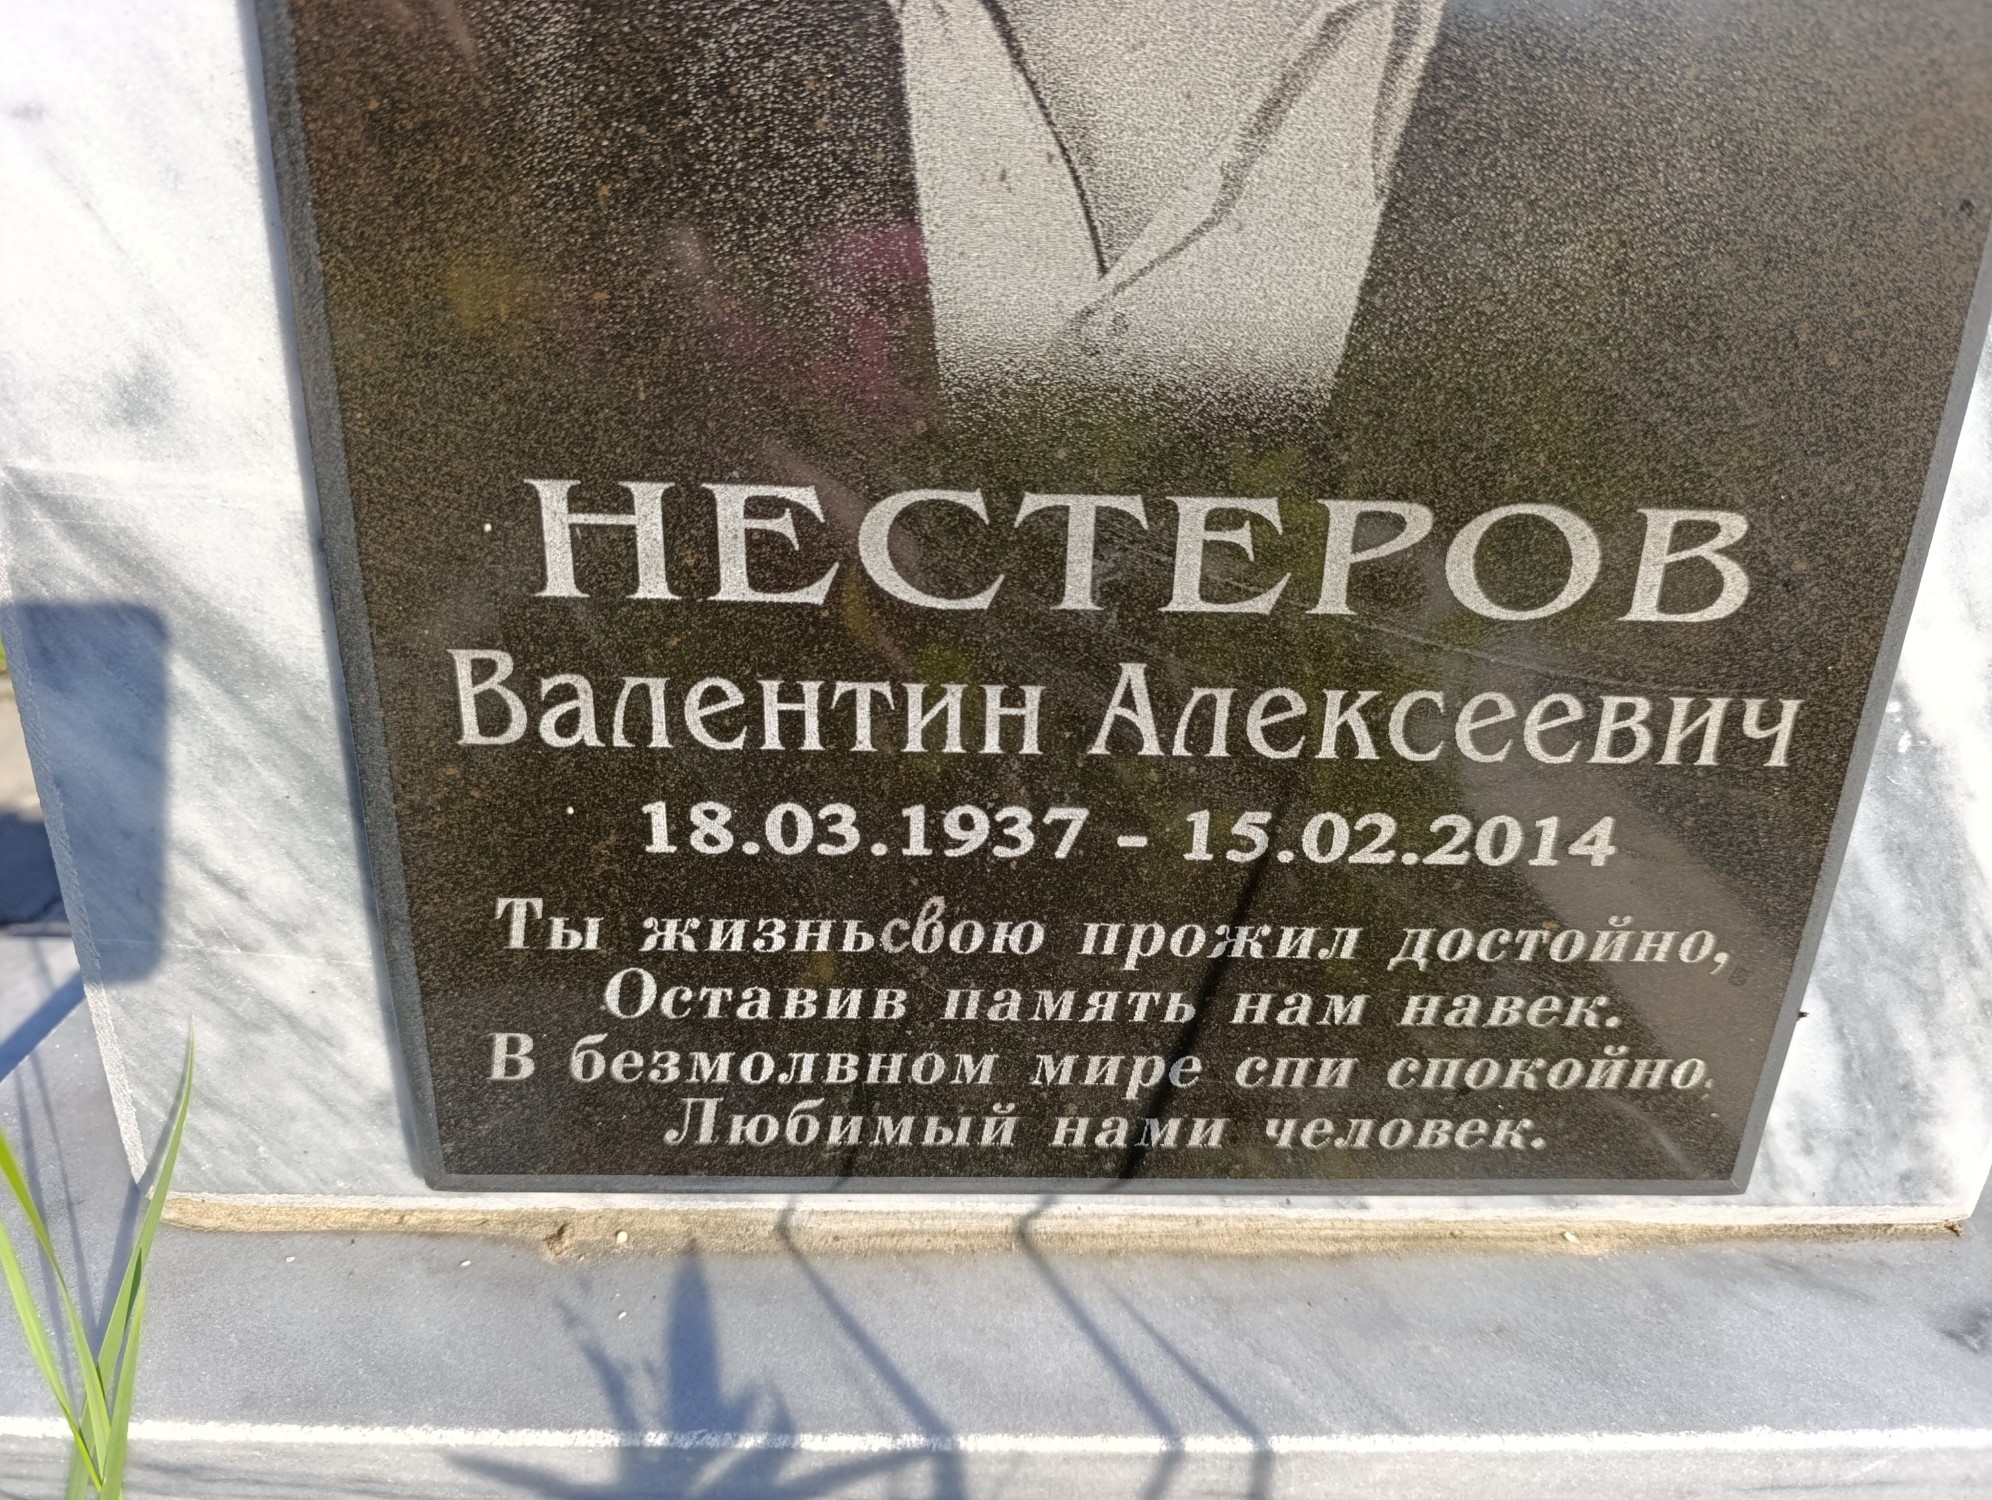 НЕСТЕРОВ
Валентин Алексеевич
18.03.1937 - 15.02.2014
Ты жизньсвою прожил достойно,
Оставив память нам навек.
В безмолвном мире спи спокойно,
Любимый нами человек.